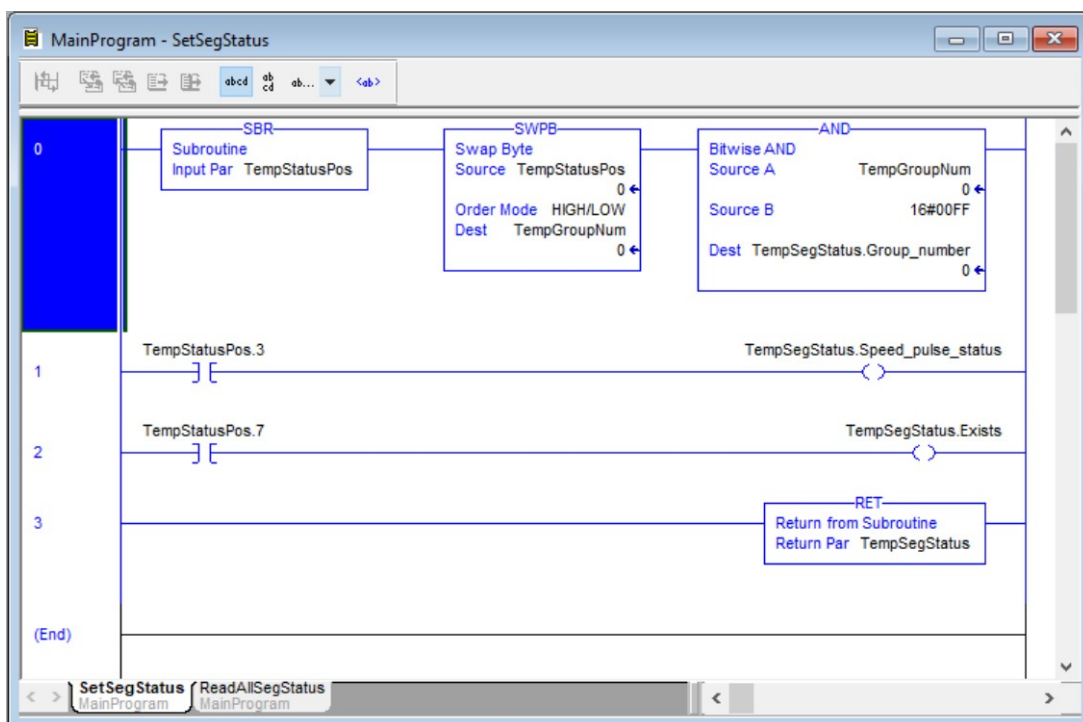 MainProgram - SetSegStatus
abcd
ab
cd
ab...
<ab>
0
SBR
Subroutine
Input Par TempStatusPos
SWPB
Swap Byte
Source TempStatusPos
0
Order Mode HIGH/LOW
Dest TempGroupNum
0
AND
Bitwise AND
Source A TempGroupNum
0
Source B 16#00FF
Dest TempSegStatus.Group_number
0
TempStatusPos.3 TempSegStatus.Speed_pulse_status
1
TempStatusPos.7 TempSegStatus.Exists
2
RET
3
Return from Subroutine
Return Par TempSegStatus
(End)
SetSegStatus ReadAllSegStatus
MainProgram MainProgram